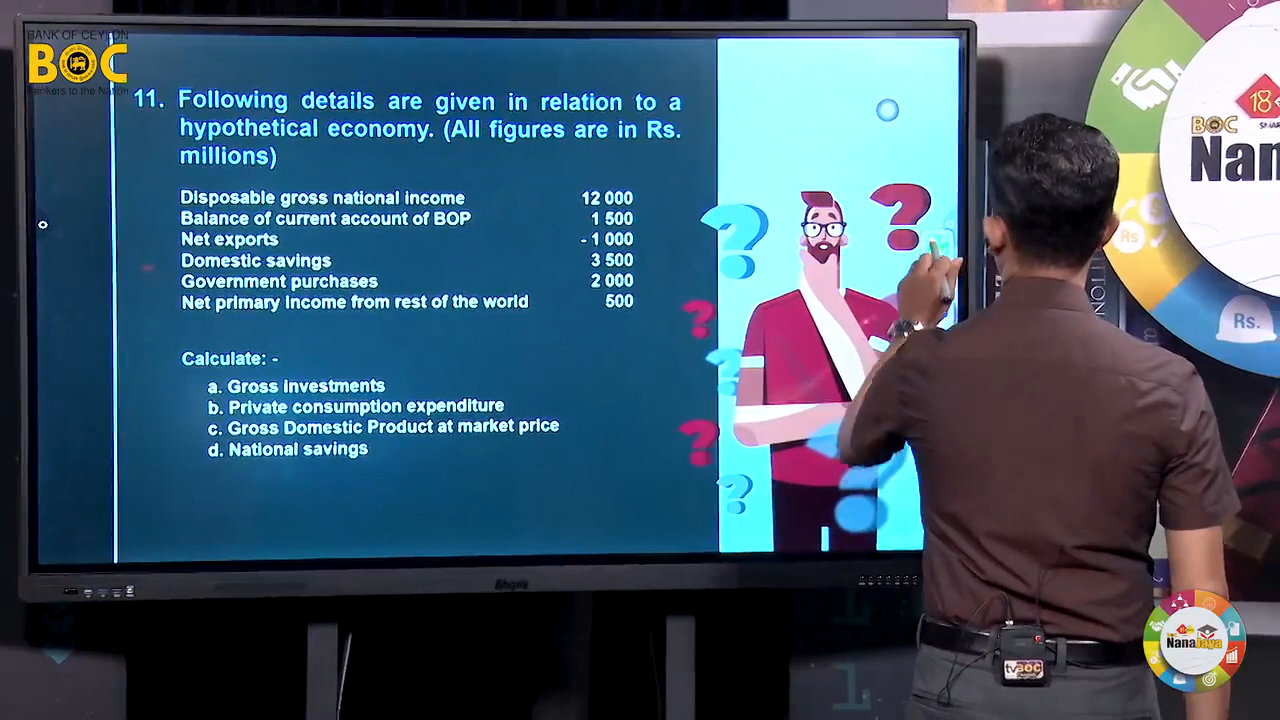 BANK OF CEYLON
BOC
Bankers to the Nation
11. Following details are given in relation to a
hypothetical economy. (All figures are in Rs.
millions)
Disposable gross national income 12 000
Balance of current account of BOP 1 500
Net exports - 1 000
Domestic savings 3 500
Government purchases 2 000
Net primary income from rest of the world 500
Calculate: -
a. Gross investments
b. Private consumption expenditure
c. Gross Domestic Product at market price
d. National savings
18+
BOC
Nan
Rs
Rs.
NanaJaya
tvBOC